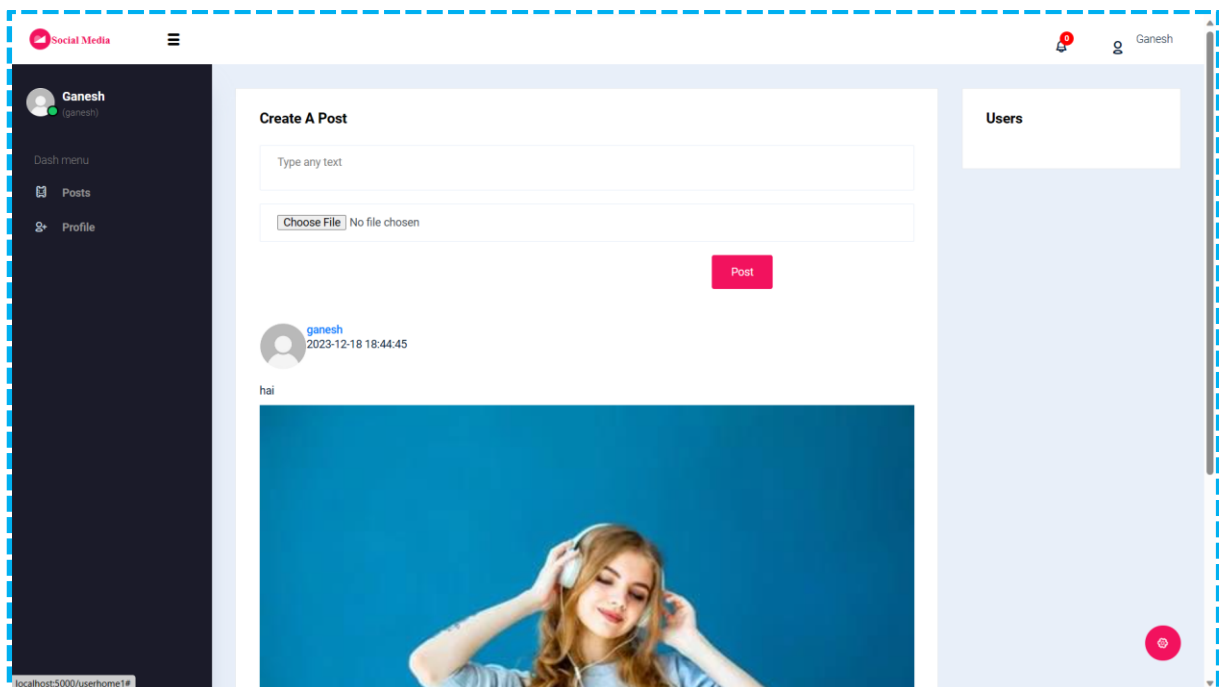 Social Media
0
Ganesh
Ganesh
(ganesh)
Dash menu
Posts
Profile
Create A Post
Type any text
Choose File No file chosen
Post
ganesh
2023-12-18 18:44:45
hai
Users
localhost:5000/userhome1#